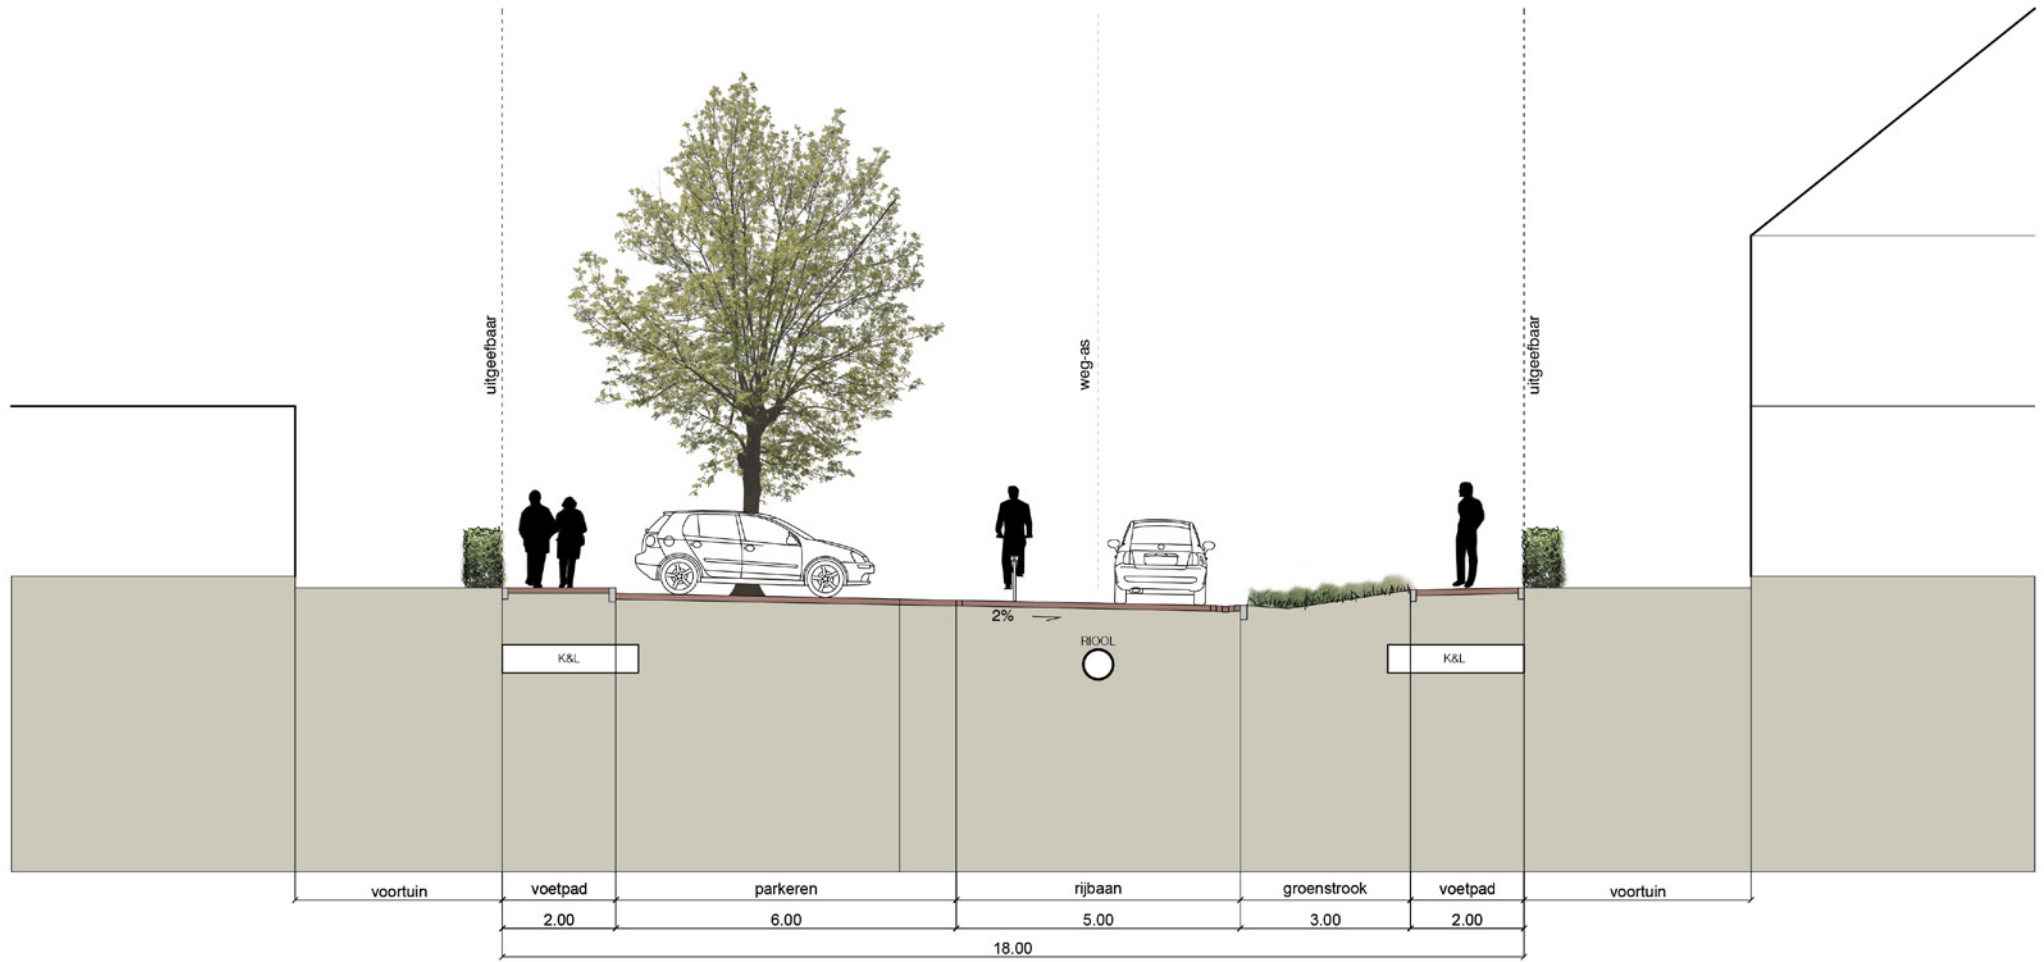 uitgeefbaar
weg-as
uitgeefbaar
2%
RIOOL
K&L
K&L
voortuin
voetpad
parkeren
rijbaan
groenstrook
voetpad
voortuin
2.00
6.00
5.00
3.00
2.00
18.00